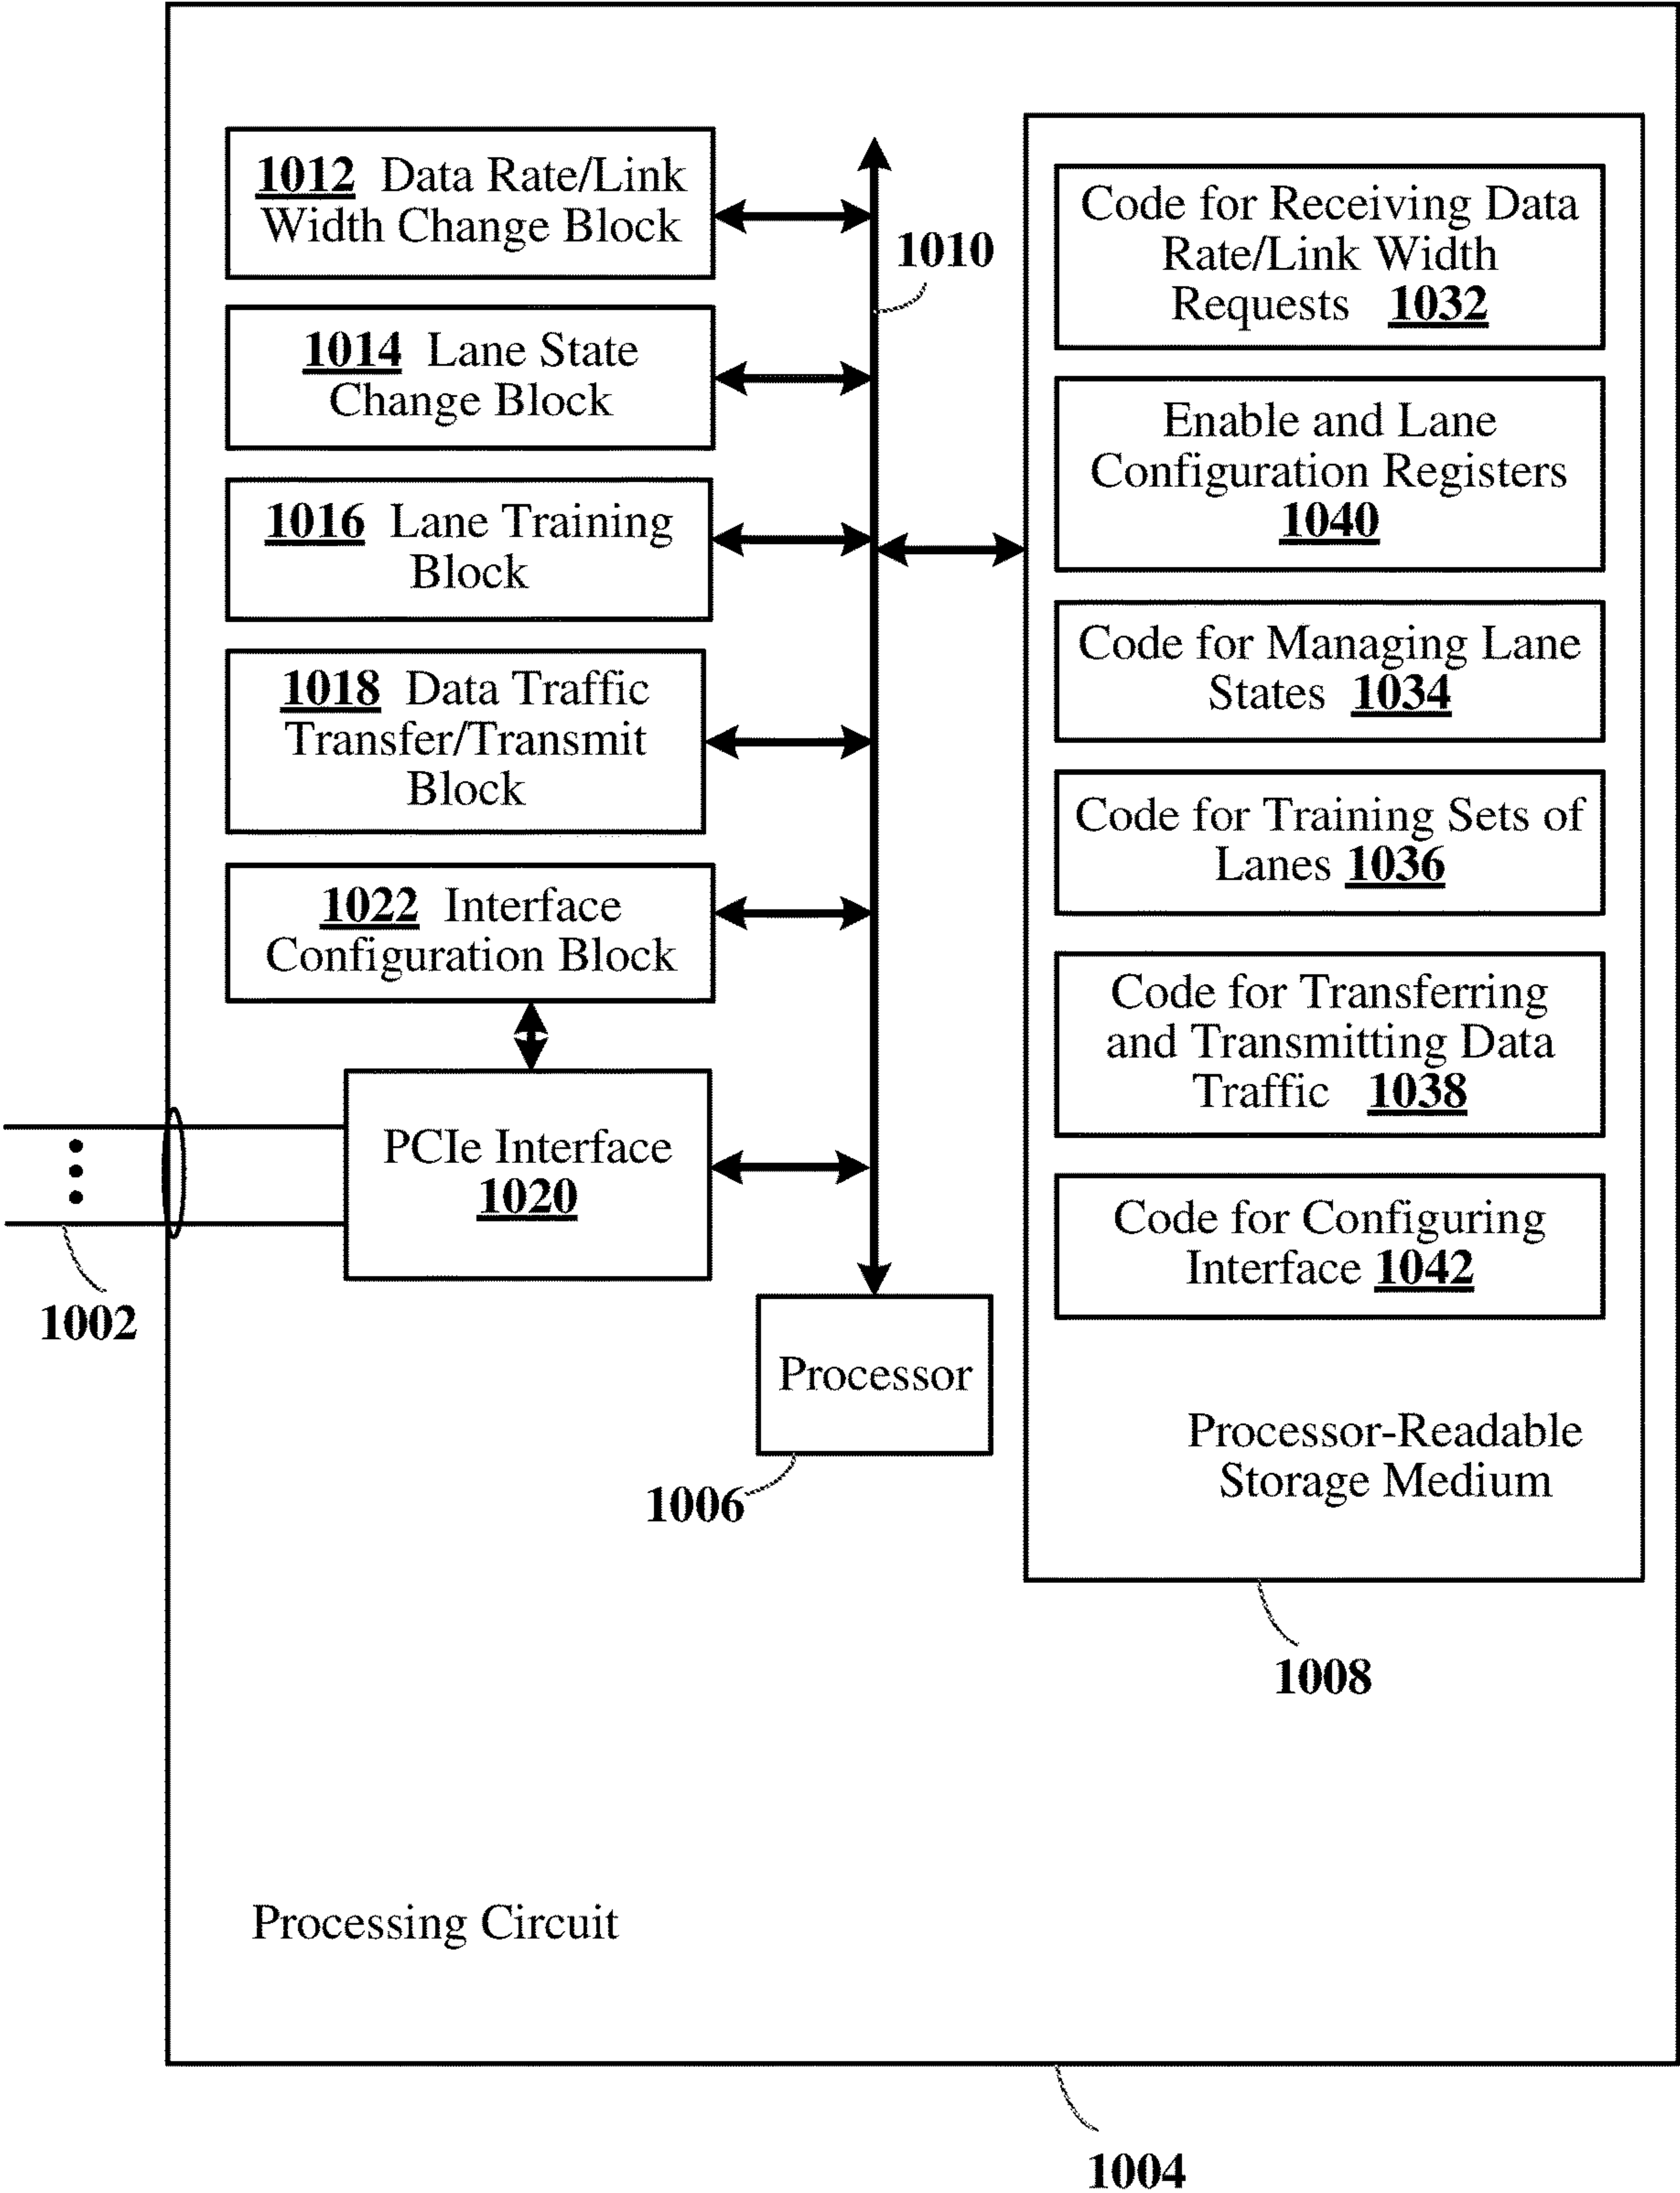 1012 Data Rate/Link
Width Change Block
1014 Lane State
Change Block
1016 Lane Training
Block
1018 Data Traffic
Transfer/Transmit
Block
1022 Interface
Configuration Block
PCIe Interface
1020
1002
1010
Processor
1006
Code for Receiving Data
Rate/Link Width
Requests 1032
Enable and Lane
Configuration Registers
1040
Code for Managing Lane
States 1034
Code for Training Sets of
Lanes 1036
Code for Transferring
and Transmitting Data
Traffic 1038
Code for Configuring
Interface 1042
Processor-Readable
Storage Medium
1008
Processing Circuit
1004